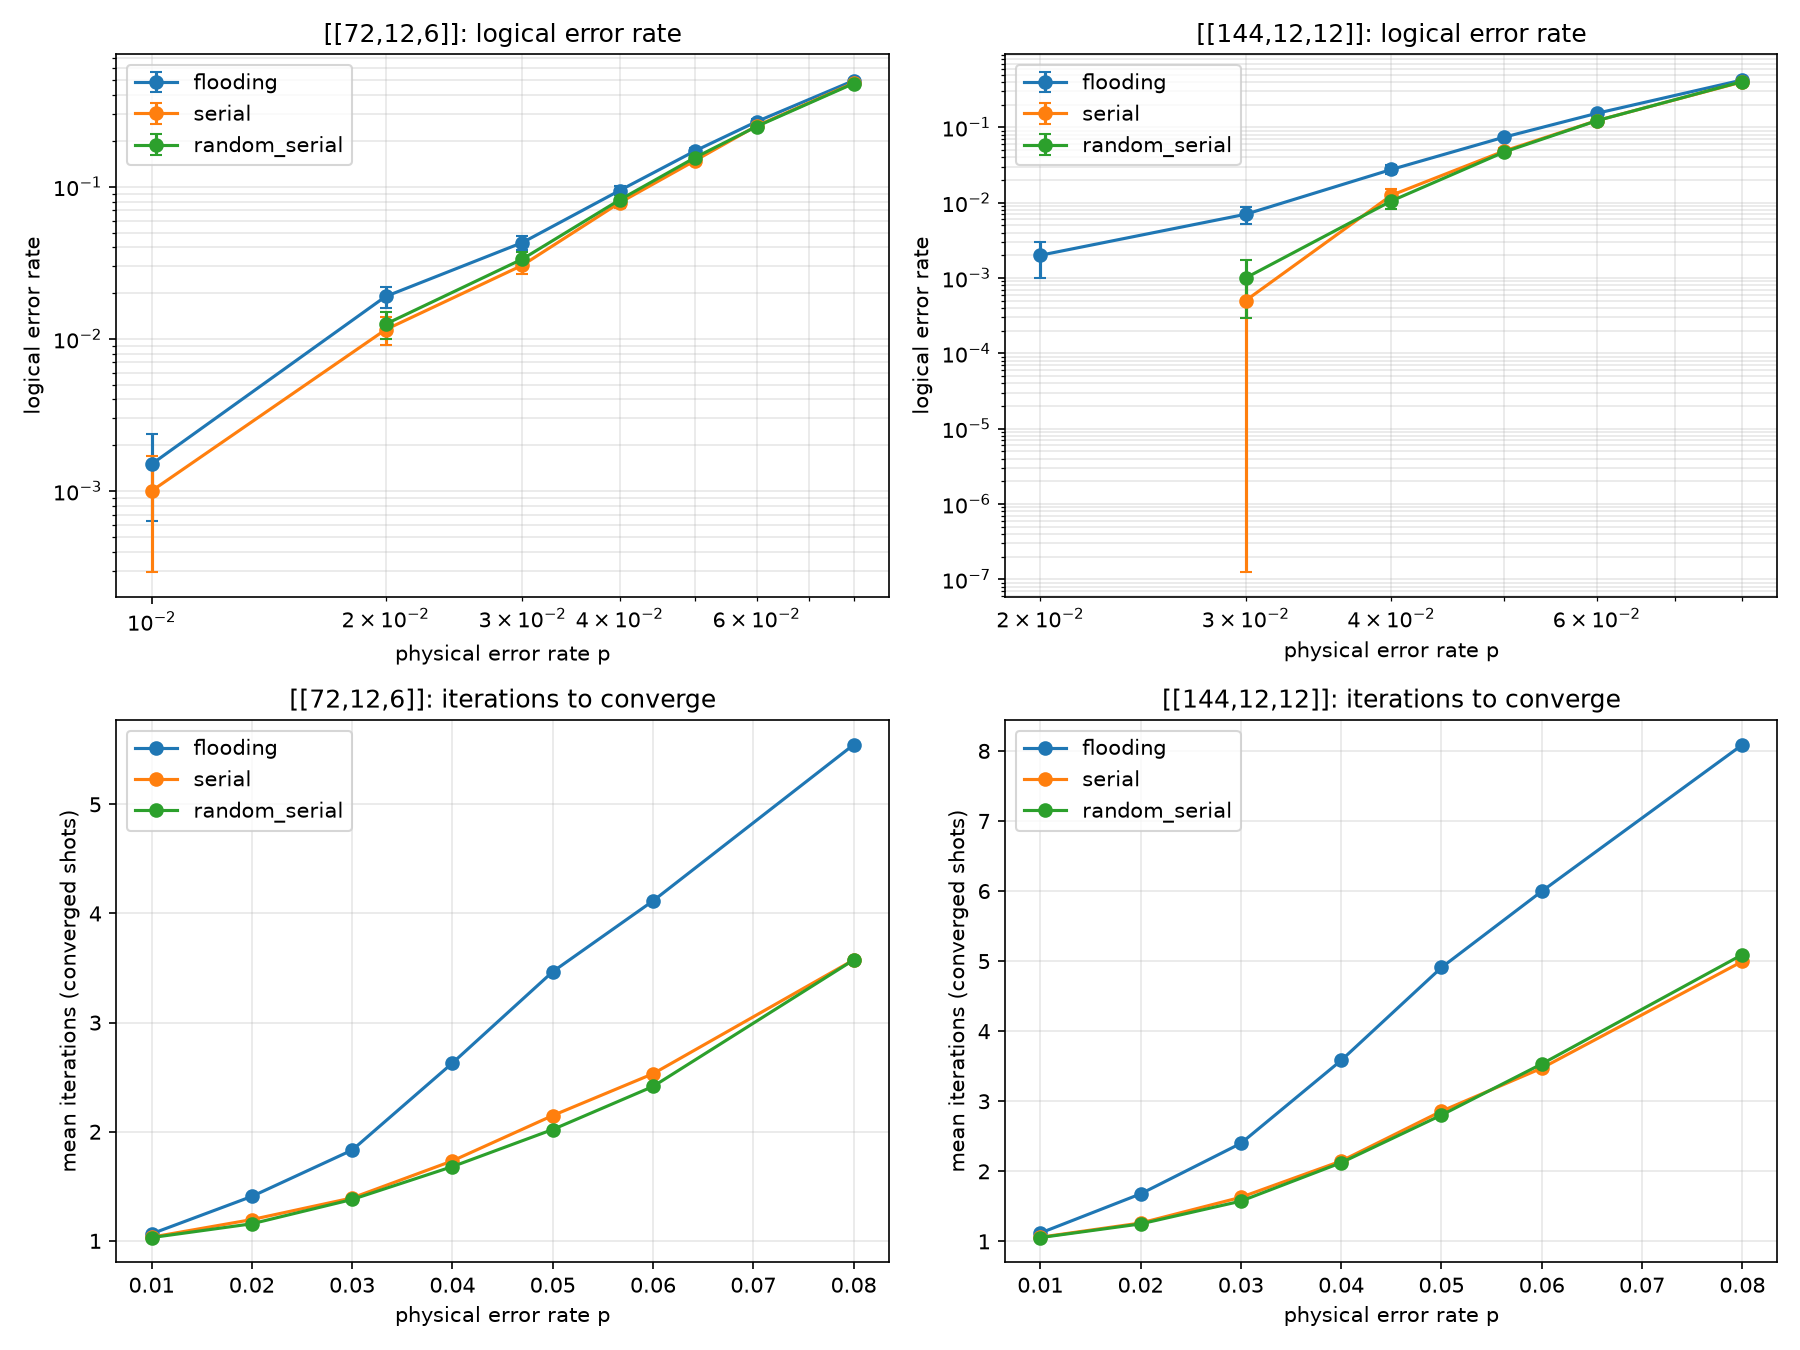 [[72,12,6]]: logical error rate
flooding
serial
random_serial
10⁻¹
10⁻²
10⁻³
logical error rate
10⁻² 2 × 10⁻² 3 × 10⁻² 4 × 10⁻² 6 × 10⁻²
physical error rate p
[[144,12,12]]: logical error rate
flooding
serial
random_serial
10⁻¹
10⁻²
10⁻³
10⁻⁴
10⁻⁵
10⁻⁶
10⁻⁷
logical error rate
2 × 10⁻² 3 × 10⁻² 4 × 10⁻² 6 × 10⁻²
physical error rate p
[[72,12,6]]: iterations to converge
flooding
serial
random_serial
5
4
3
2
1
mean iterations (converged shots)
0.01 0.02 0.03 0.04 0.05 0.06 0.07 0.08
physical error rate p
[[144,12,12]]: iterations to converge
flooding
serial
random_serial
8
7
6
5
4
3
2
1
mean iterations (converged shots)
0.01 0.02 0.03 0.04 0.05 0.06 0.07 0.08
physical error rate p